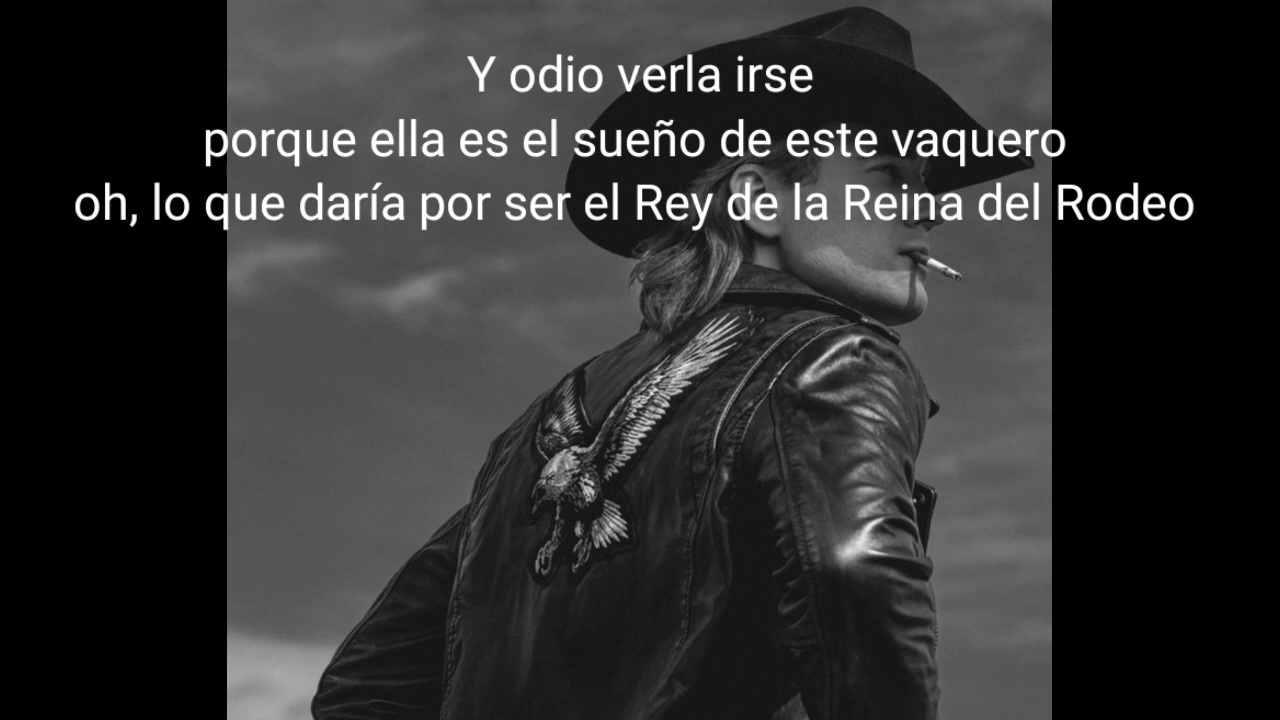 Y odio verla irse
porque ella es el sueño de este vaquero
oh, lo que daría por ser el Rey de la Reina del Rodeo